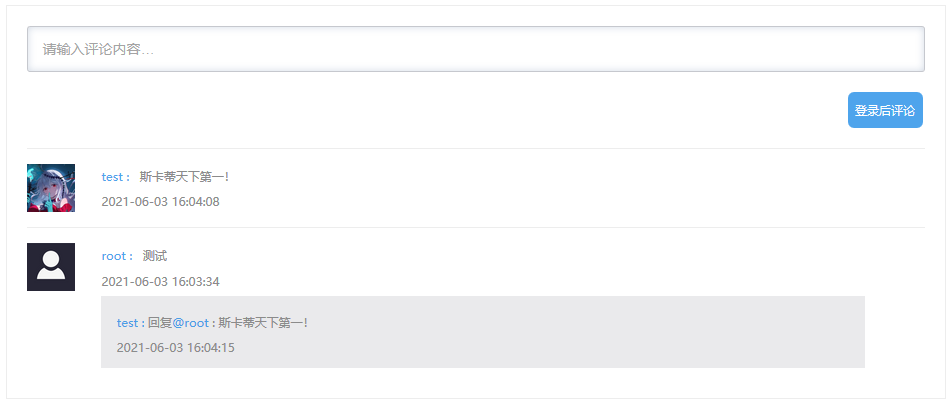 请输入评论内容...
登录后评论
test : 斯卡蒂天下第一！
2021-06-03 16:04:08
root : 测试
2021-06-03 16:03:34
test : 回复@root : 斯卡蒂天下第一！
2021-06-03 16:04:15